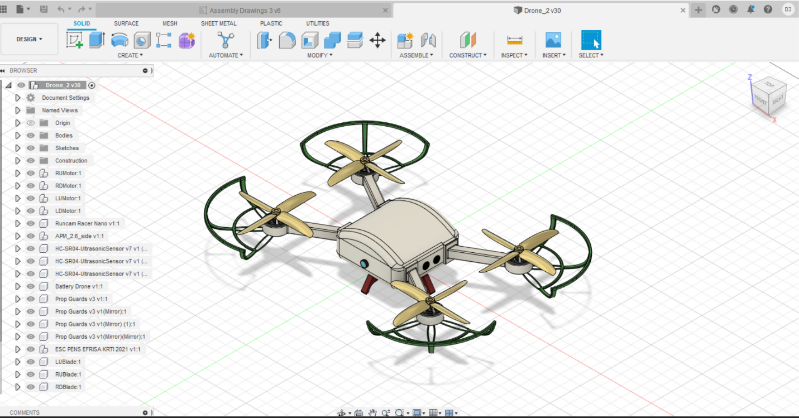 Assembly Drawings 3 v6
Drone_2 v30
SOLID
SURFACE
MESH
SHEET METAL
PLASTIC
UTILITIES
DESIGN
CREATE
AUTOMATE
MODIFY
ASSEMBLE
CONSTRUCT
INSPECT
INSERT
SELECT
BROWSER
Drone_2 v30
Document Settings
Named Views
Origin
Bodies
Sketches
Construction
RUMotor:1
RDMotor:1
LUMotor:1
LDMotor:1
Runcam Racer Nano v1:1
APM_2.6_side v1:1
HC-SR04-UltrasonicSensor v7 v1 (...
HC-SR04-UltrasonicSensor v7 v1 (...
HC-SR04-UltrasonicSensor v7 v1 (...
Battery Drone v1:1
Prop Guards v3 v1:1
Prop Guards v3 v1(Mirror):1
Prop Guards v3 v1(Mirror) (1):1
Prop Guards v3 v1(Mirror)(Mirror):1
ESC PENS EFRISA KRTI 2021 v1:1
LUBlade:1
RUBlade:1
RDBlade:1
COMMENTS
Z
X